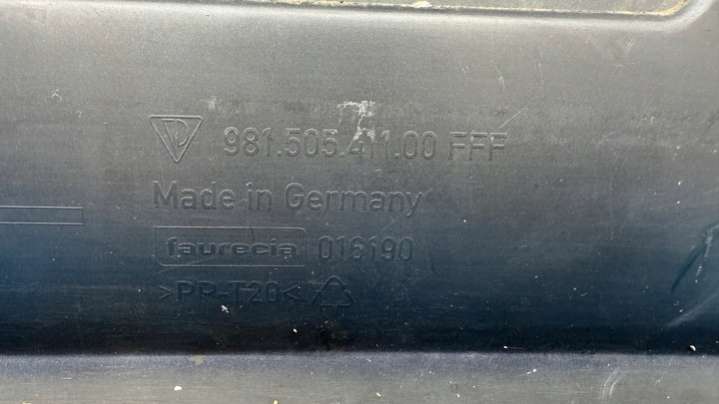 981.505.411.00 FFF
Made in Germany
faurecia 016190
>PP-T20<